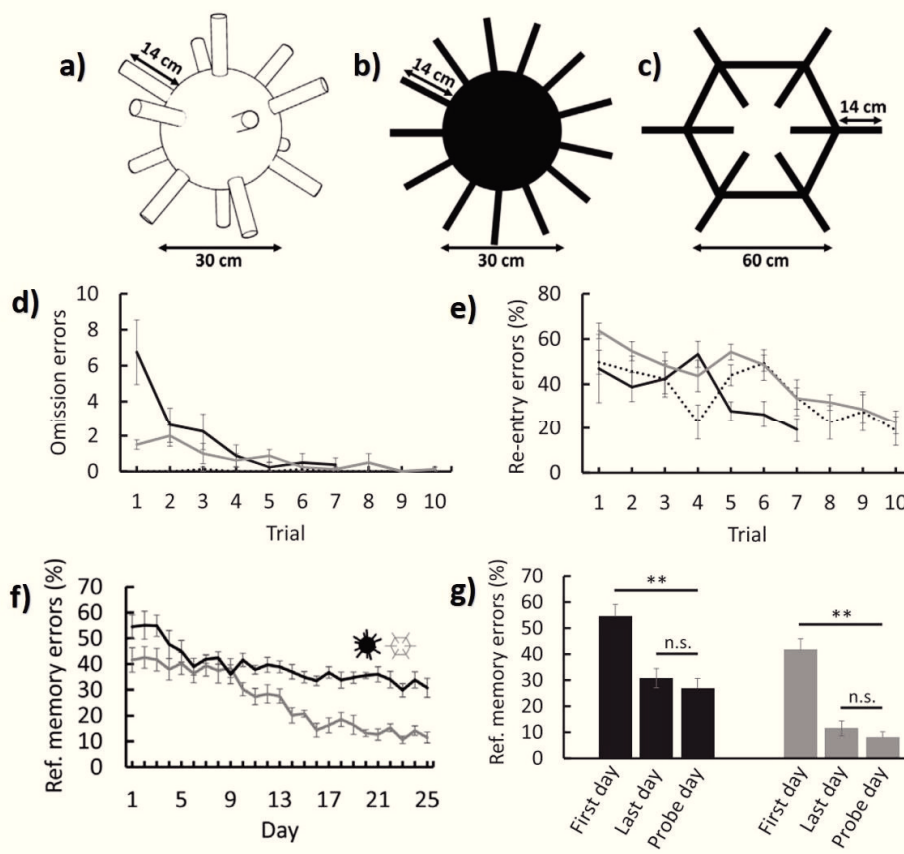 a)
14 cm
30 cm
b)
14 cm
30 cm
c)
14 cm
60 cm
d)
Omission errors
10
8
6
4
2
0
1 2 3 4 5 6 7 8 9 10
Trial
e)
Re-entry errors (%)
80
60
40
20
0
1 2 3 4 5 6 7 8 9 10
Trial
f)
Ref. memory errors (%)
70
60
50
40
30
20
10
0
1 5 9 13 17 21 25
Day
g)
Ref. memory errors (%)
70
60
50
40
30
20
10
0
**
n.s.
**
n.s.
First day
Last day
Probe day
First day
Last day
Probe day